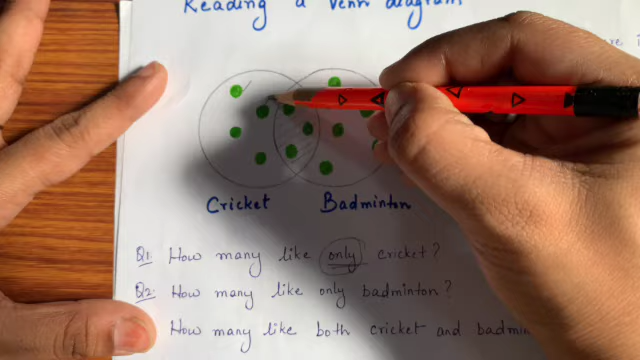 Reading a Venn diagram
Cricket Badminton
Q1: How many like only cricket?
Q2: How many like only badminton?
How many like both cricket and badmin